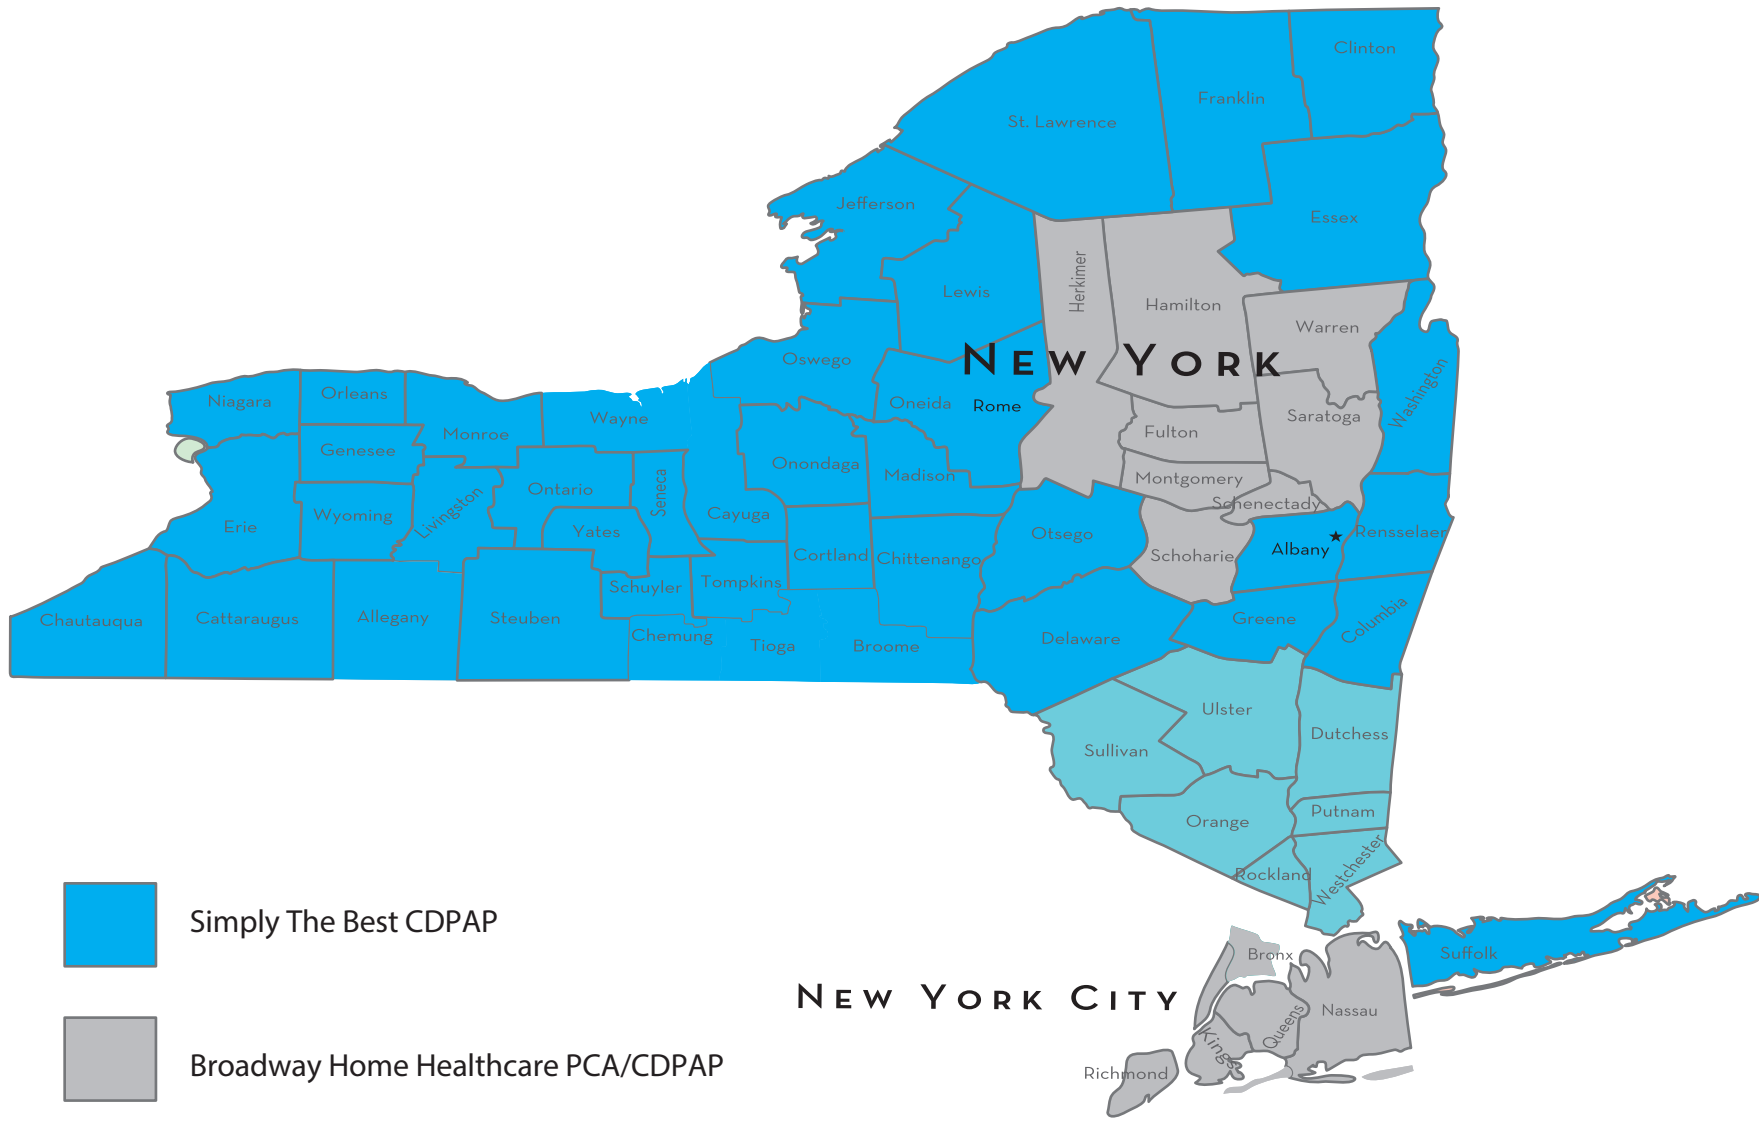 Clinton
Franklin
St. Lawrence
Jefferson
Essex
Herkimer
Lewis
Hamilton
Warren
NEW YORK
Oswego
Washington
Niagara
Orleans
Oneida
Rome
Saratoga
Wayne
Monroe
Fulton
Genesee
Onondaga
Madison
Montgomery
Seneca
Ontario
Livingston
Schenectady
Wyoming
Cayuga
Erie
Yates
Otsego
Rensselaer
Albany
Cortland
Chittenango
Schoharie
Tompkins
Schuyler
Chautauqua
Cattaraugus
Allegany
Steuben
Greene
Columbia
Chemung
Tioga
Broome
Delaware
Ulster
Dutchess
Sullivan
Putnam
Orange
Rockland
Westchester
Simply The Best CDPAP
Suffolk
Bronx
NEW YORK CITY
Nassau
Queens
Kings
Richmond
Broadway Home Healthcare PCA/CDPAP